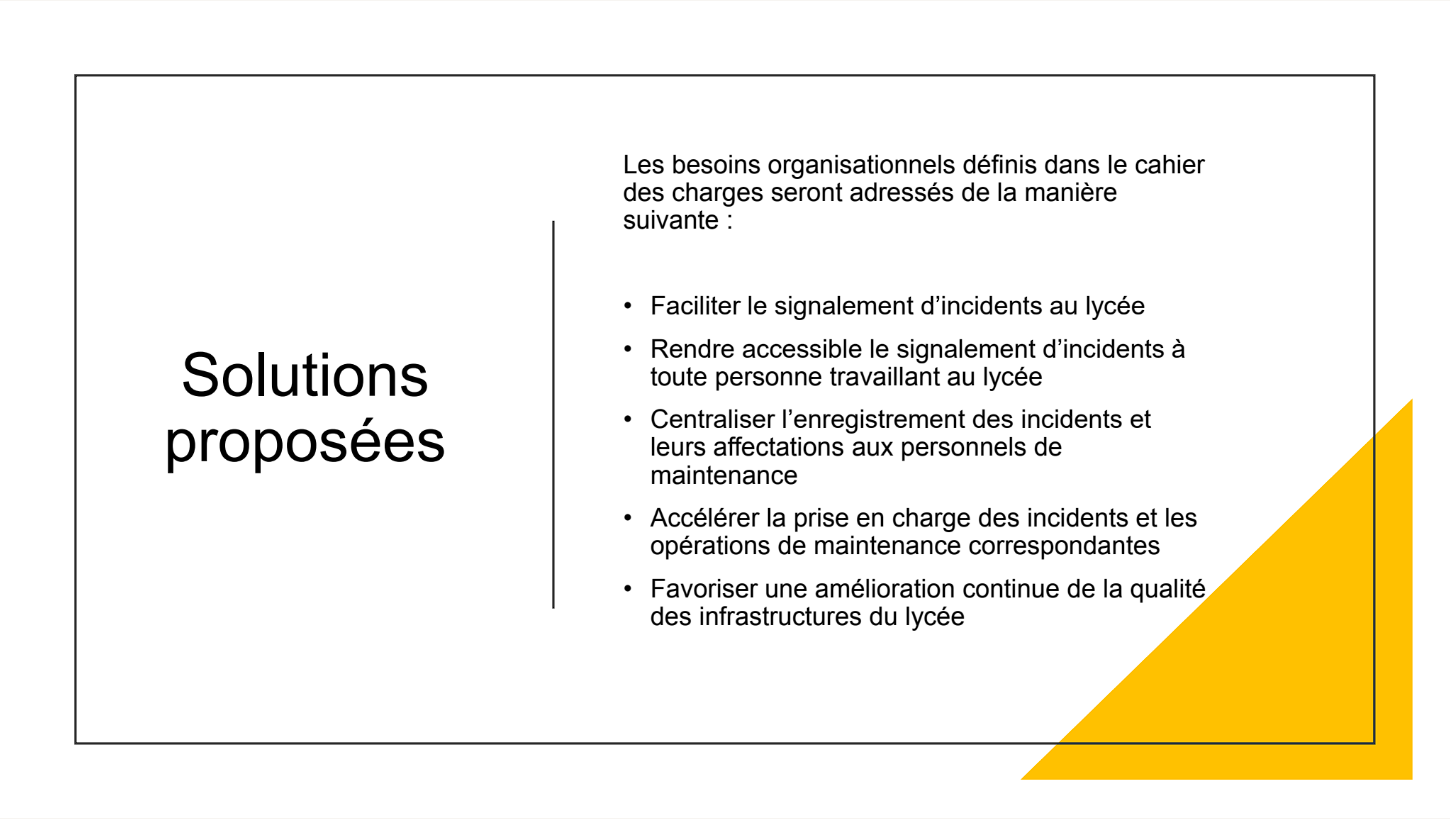 Solutions
proposées
Les besoins organisationnels définis dans le cahier
des charges seront adressés de la manière
suivante :
• Faciliter le signalement d’incidents au lycée
• Rendre accessible le signalement d’incidents à
toute personne travaillant au lycée
• Centraliser l’enregistrement des incidents et
leurs affectations aux personnels de
maintenance
• Accélérer la prise en charge des incidents et les
opérations de maintenance correspondantes
• Favoriser une amélioration continue de la qualité
des infrastructures du lycée